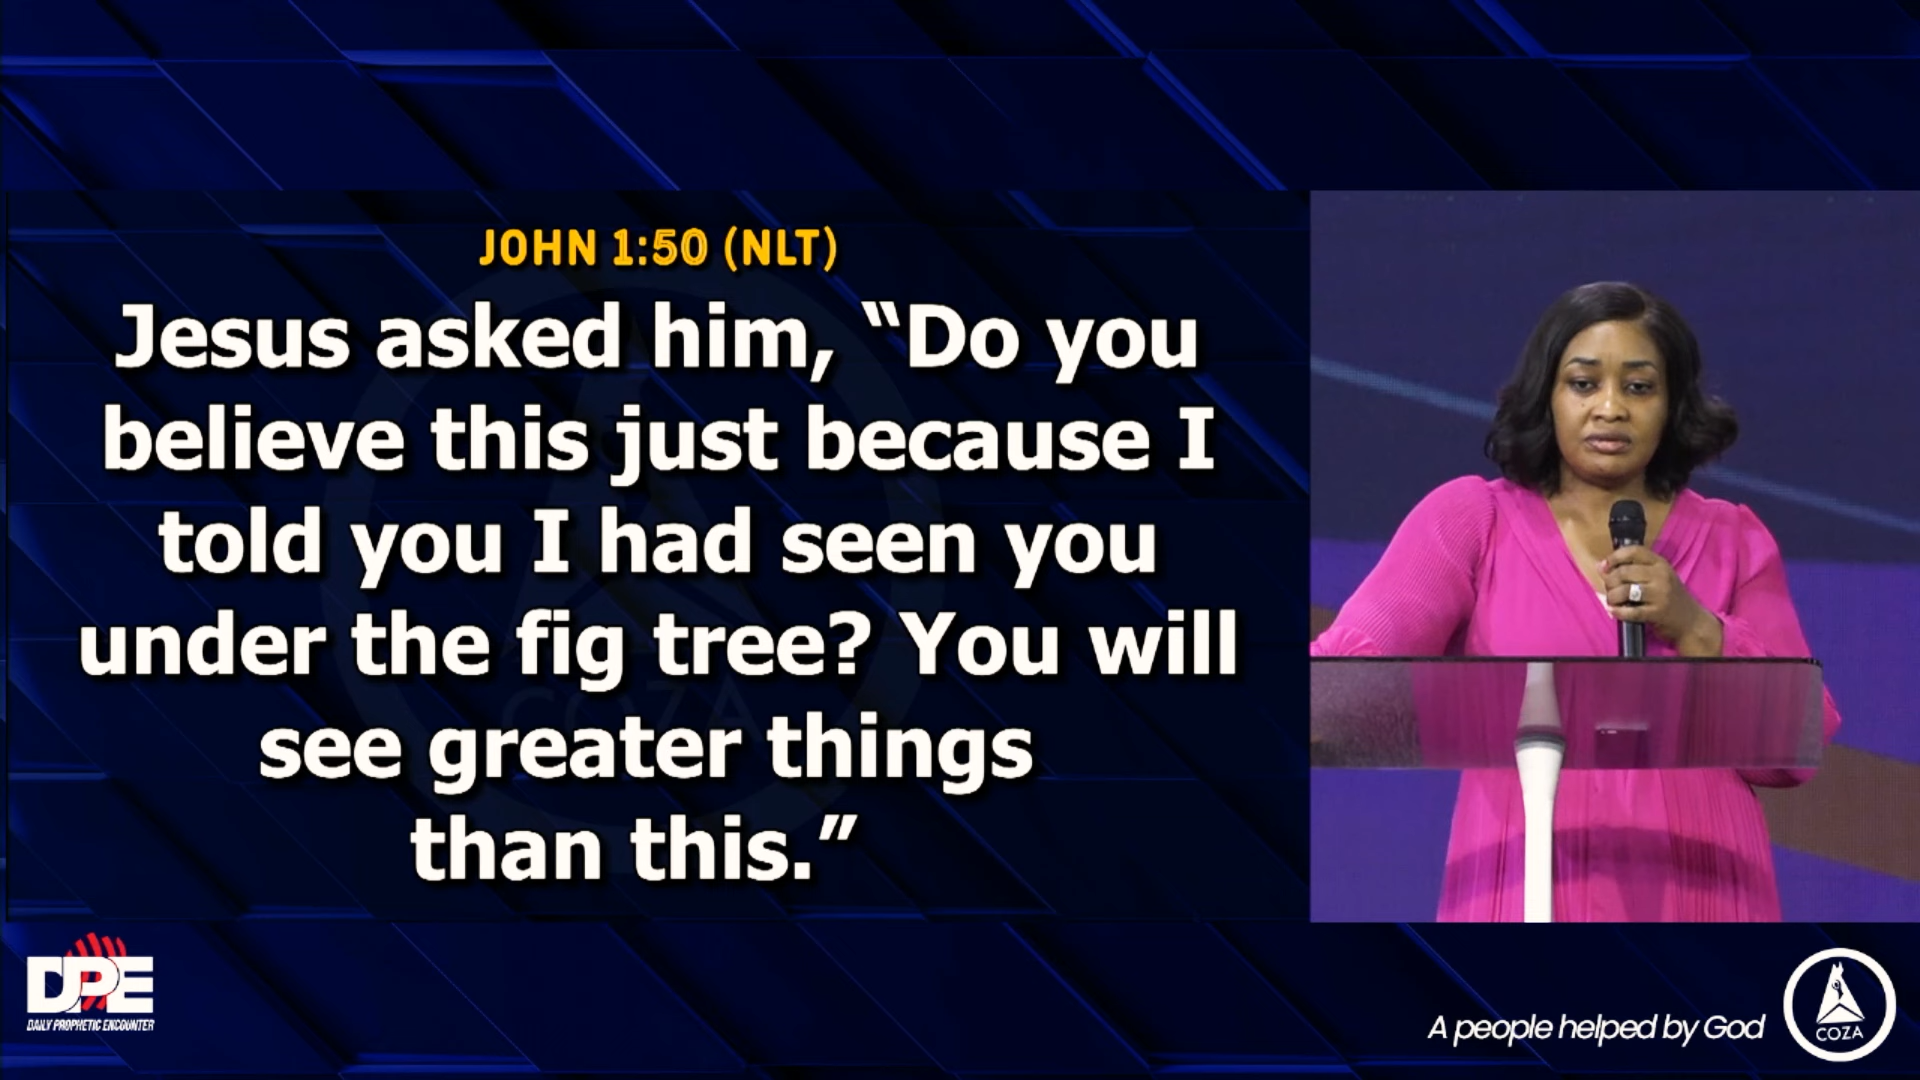 JOHN 1:50 (NLT)
Jesus asked him, “Do you
believe this just because I
told you I had seen you
under the fig tree? You will
see greater things
than this.”
COZA
DPE
DAILY PROPHETIC ENCOUNTER
A people helped by God
COZA